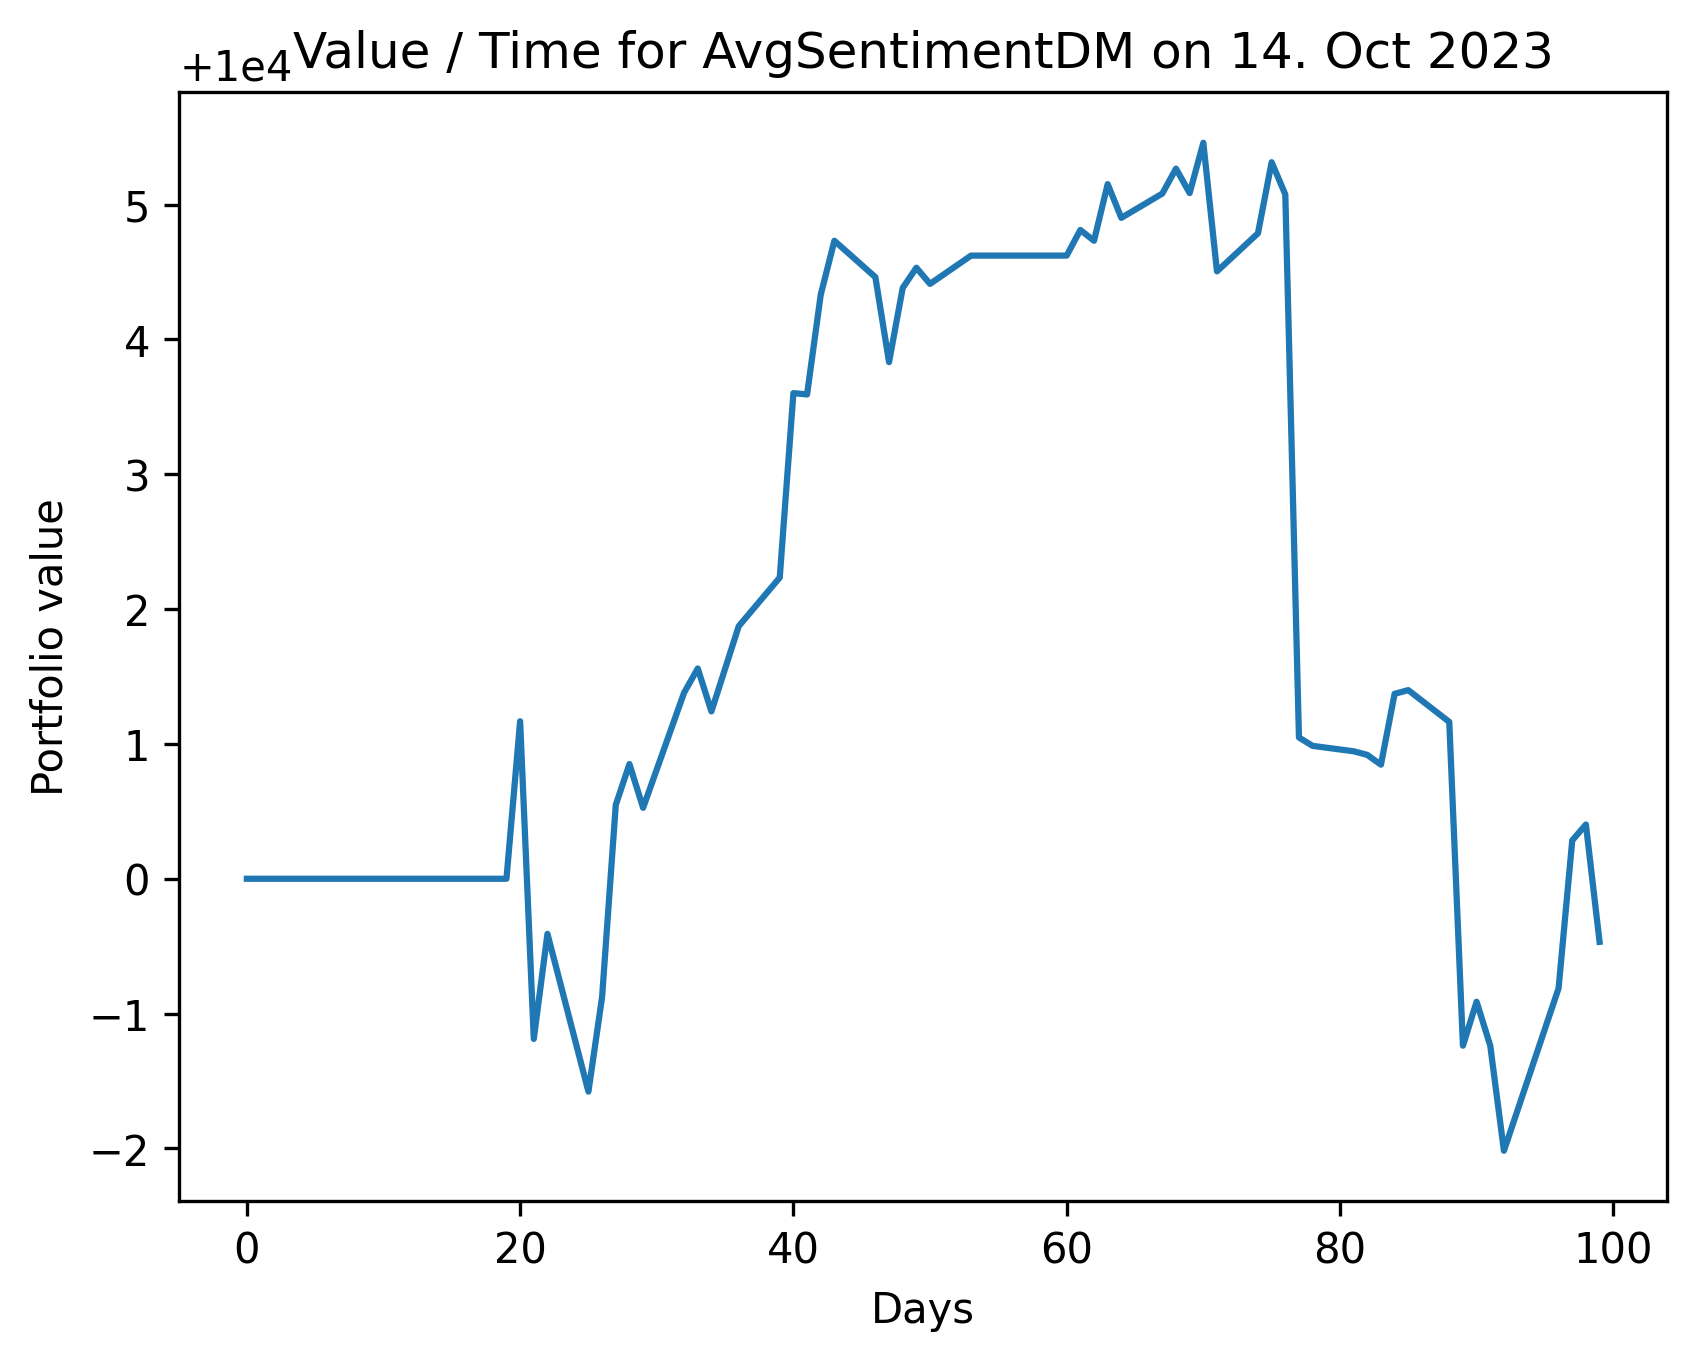 Value / Time for AvgSentimentDM on 14. Oct 2023
+1e4
5
4
3
2
1
0
−1
−2
Portfolio value
0 20 40 60 80 100
Days